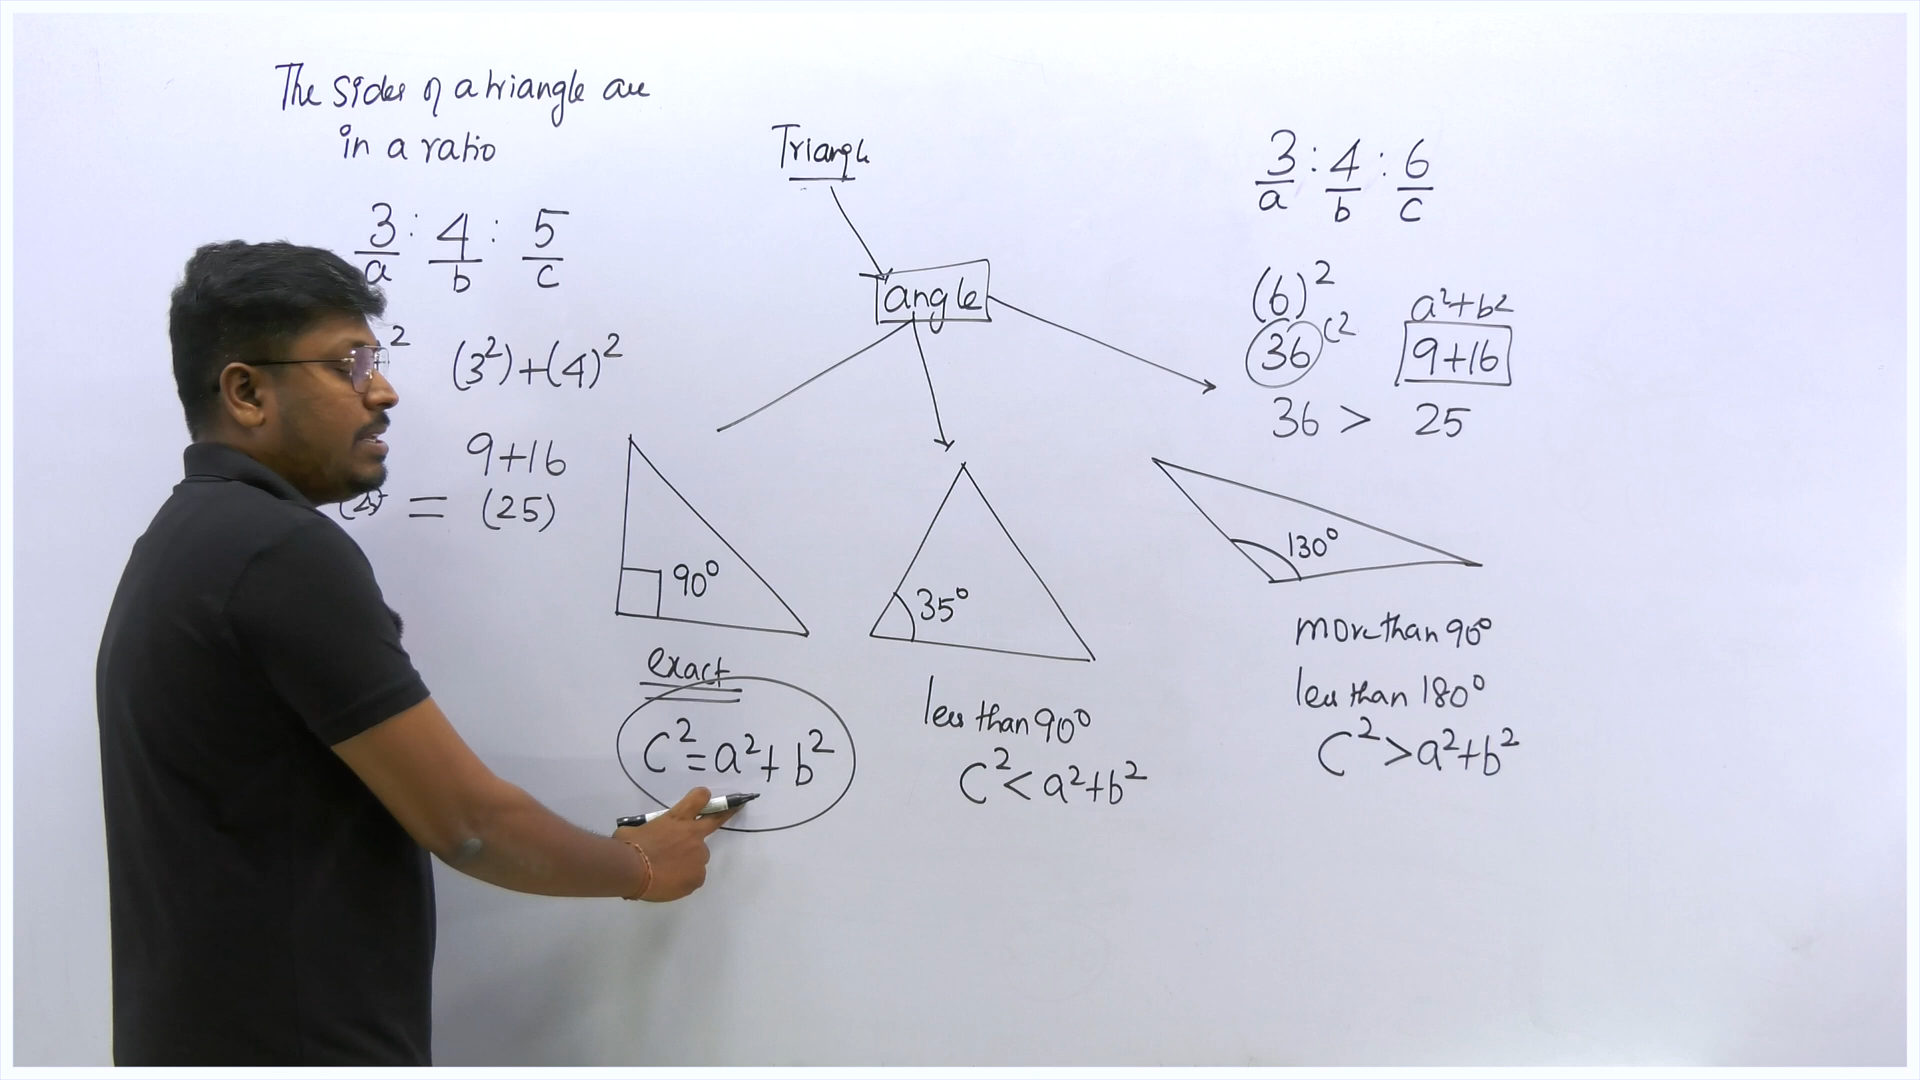 The sides of a triangle are
in a ratio
3 : 4 : 5
a b c
2 (3²)+(4)²
9+16
(25) = (25)
Triangle
angle
90°
exact
C²=a²+b²
35°
less than 90°
C²<a²+b²
3 : 4 : 6
a b c
(6)² a²+b²
36 C² 9+16
36 > 25
130°
more than 90°
less than 180°
C²>a²+b²